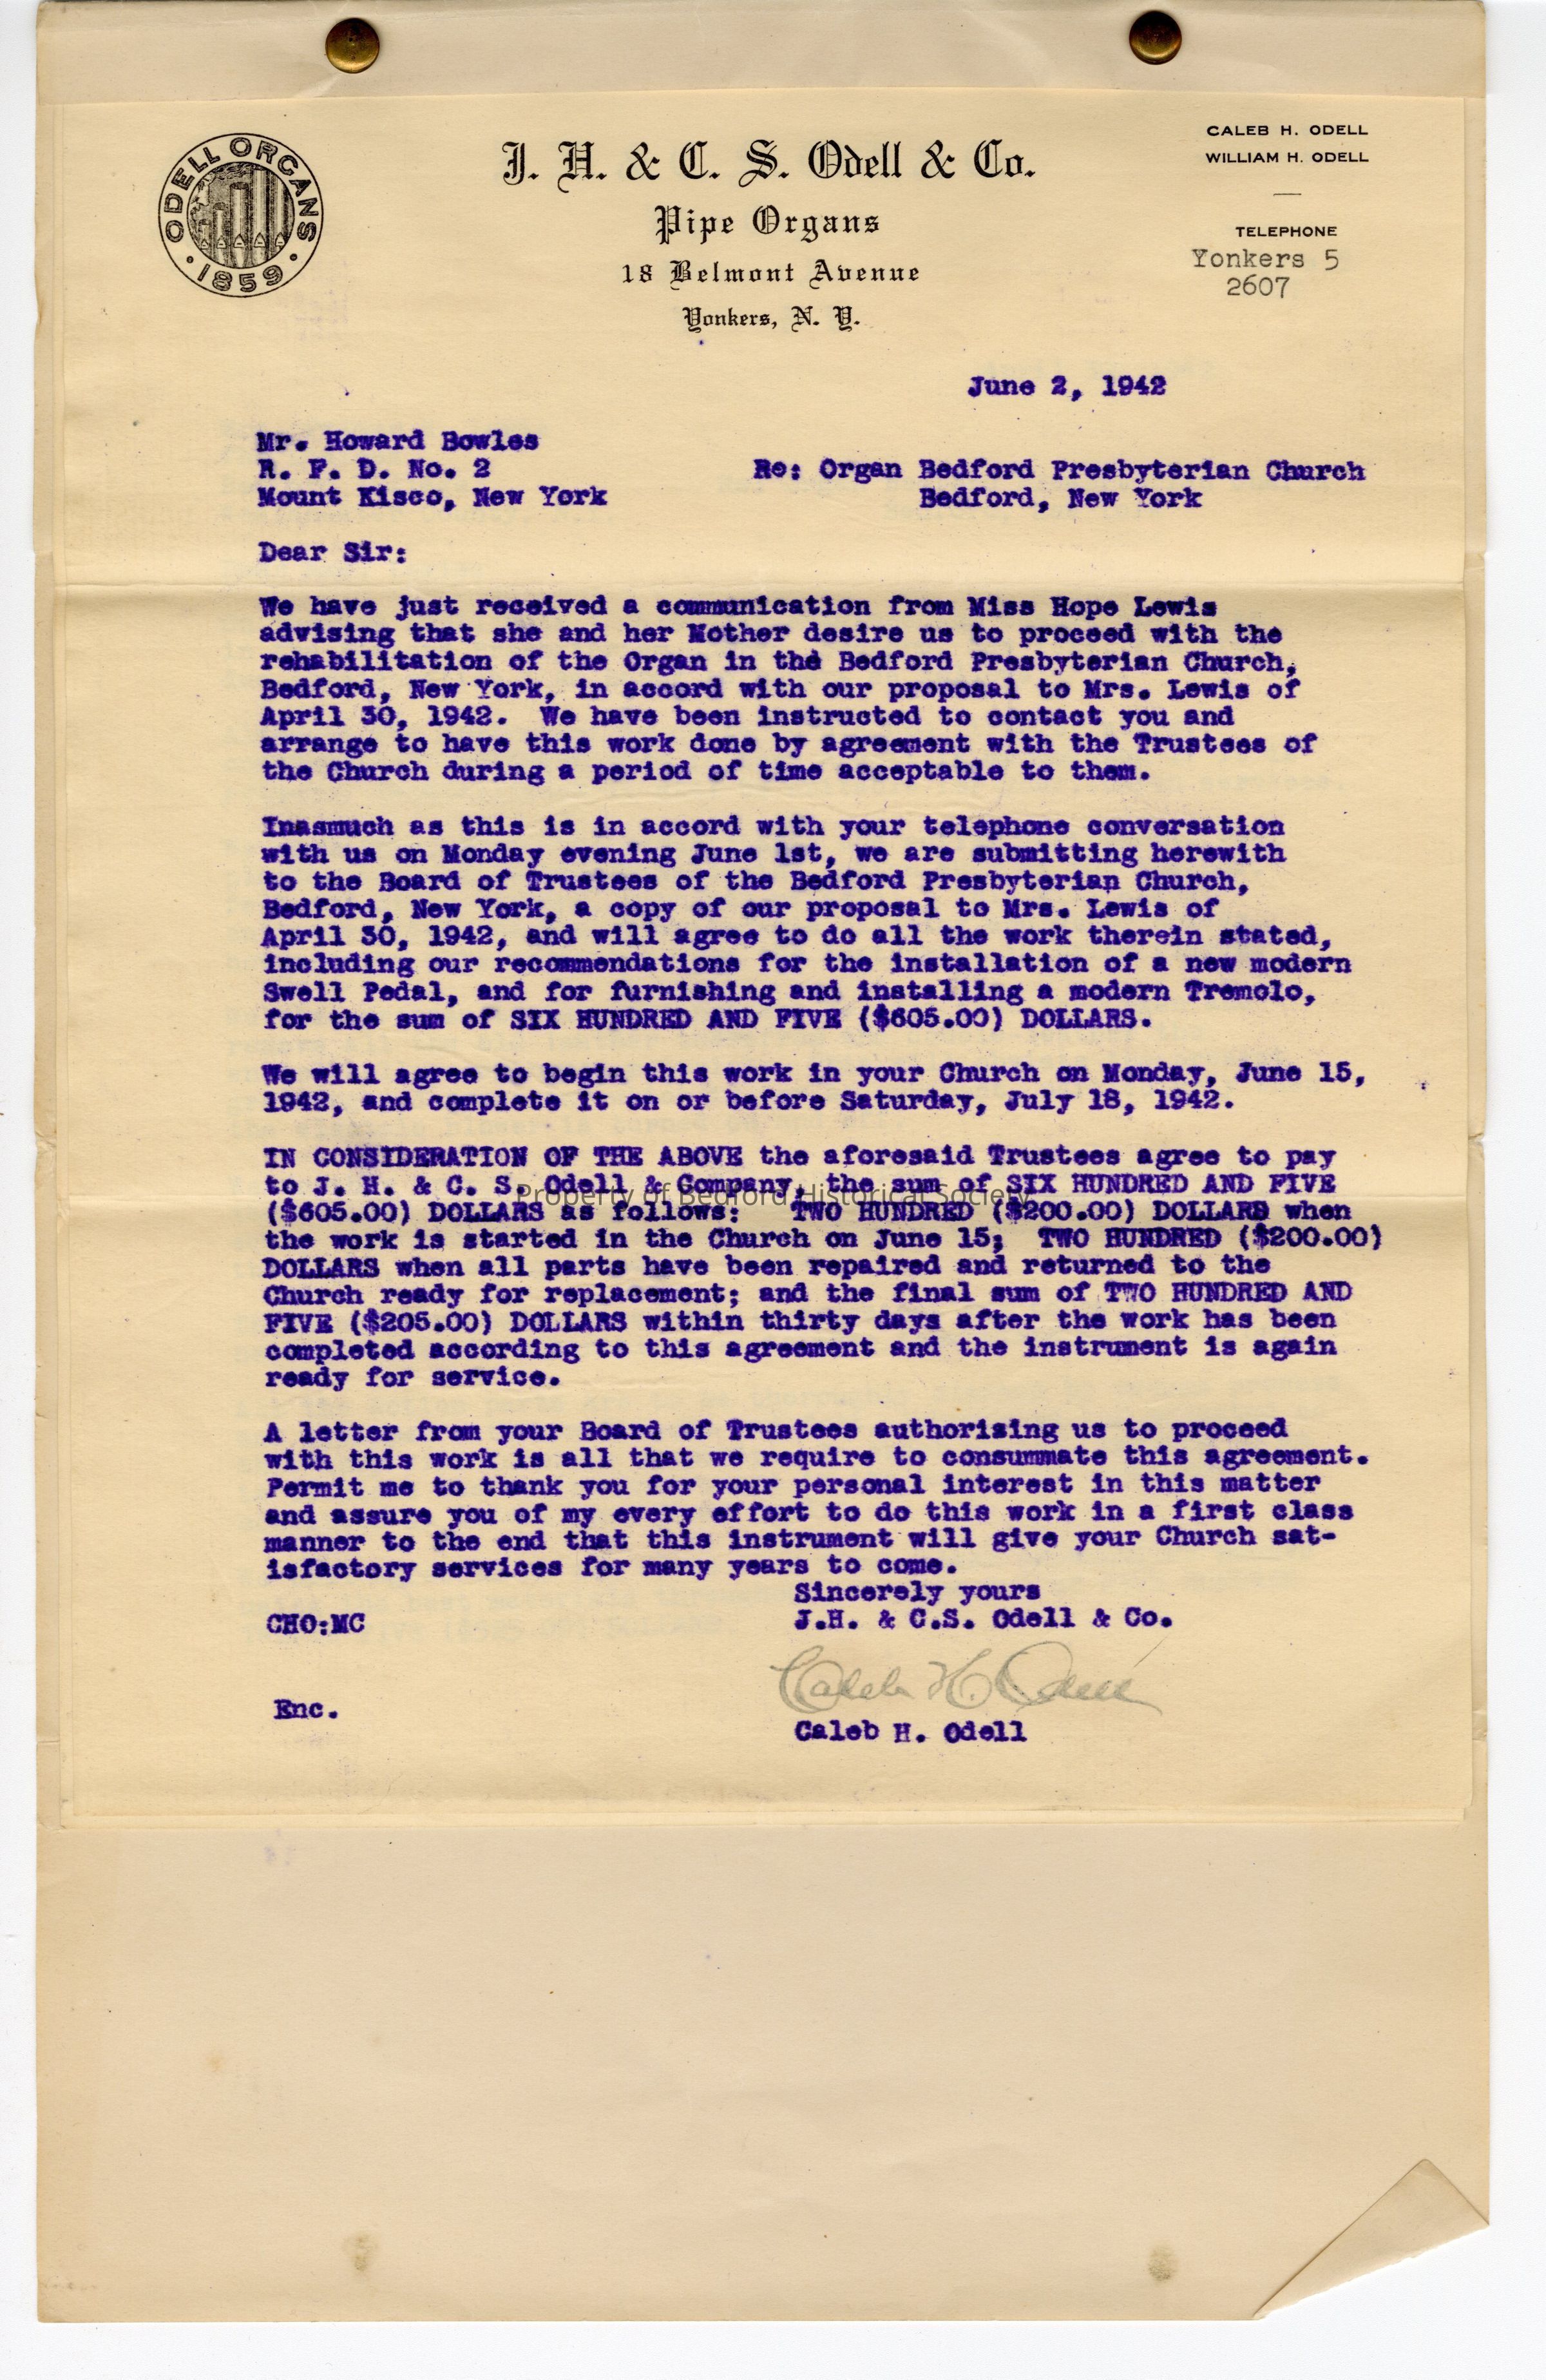 ODELL ORGANS
· 1859 ·
J. H. & C. S. Odell & Co.
Pipe Organs
18 Belmont Avenue
Yonkers, N. Y.
CALEB H. ODELL
WILLIAM H. ODELL
TELEPHONE
Yonkers 5
2607
June 2, 1942
Mr. Howard Bowles
R. F. D. No. 2
Mount Kisco, New York
Re: Organ Bedford Presbyterian Church
Bedford, New York
Dear Sir:
We have just received a communication from Miss Hope Lewis
advising that she and her Mother desire us to proceed with the
rehabilitation of the Organ in the Bedford Presbyterian Church,
Bedford, New York, in accord with our proposal to Mrs. Lewis of
April 30, 1942. We have been instructed to contact you and
arrange to have this work done by agreement with the Trustees of
the Church during a period of time acceptable to them.
Inasmuch as this is in accord with your telephone conversation
with us on Monday evening June 1st, we are submitting herewith
to the Board of Trustees of the Bedford Presbyterian Church,
Bedford, New York, a copy of our proposal to Mrs. Lewis of
April 30, 1942, and will agree to do all the work therein stated,
including our recommendations for the installation of a new modern
Swell Pedal, and for furnishing and installing a modern Tremolo,
for the sum of SIX HUNDRED AND FIVE ($605.00) DOLLARS.
We will agree to begin this work in your Church on Monday, June 15,
1942, and complete it on or before Saturday, July 18, 1942.
IN CONSIDERATION OF THE ABOVE the aforesaid Trustees agree to pay
to J. H. & C. S. Odell & Company, the sum of SIX HUNDRED AND FIVE
Property of Bedford Historical Society
($605.00) DOLLARS as follows: TWO HUNDRED ($200.00) DOLLARS when
the work is started in the Church on June 15; TWO HUNDRED ($200.00)
DOLLARS when all parts have been repaired and returned to the
Church ready for replacement; and the final sum of TWO HUNDRED AND
FIVE ($205.00) DOLLARS within thirty days after the work has been
completed according to this agreement and the instrument is again
ready for service.
A letter from your Board of Trustees authorizing us to proceed
with this work is all that we require to consummate this agreement.
Permit me to thank you for your personal interest in this matter
and assure you of my every effort to do this work in a first class
manner to the end that this instrument will give your Church sat-
isfactory services for many years to come.
Sincerely yours
J.H. & C.S. Odell & Co.
CHO:MC
Caleb H. Odell
Enc.
Caleb H. Odell